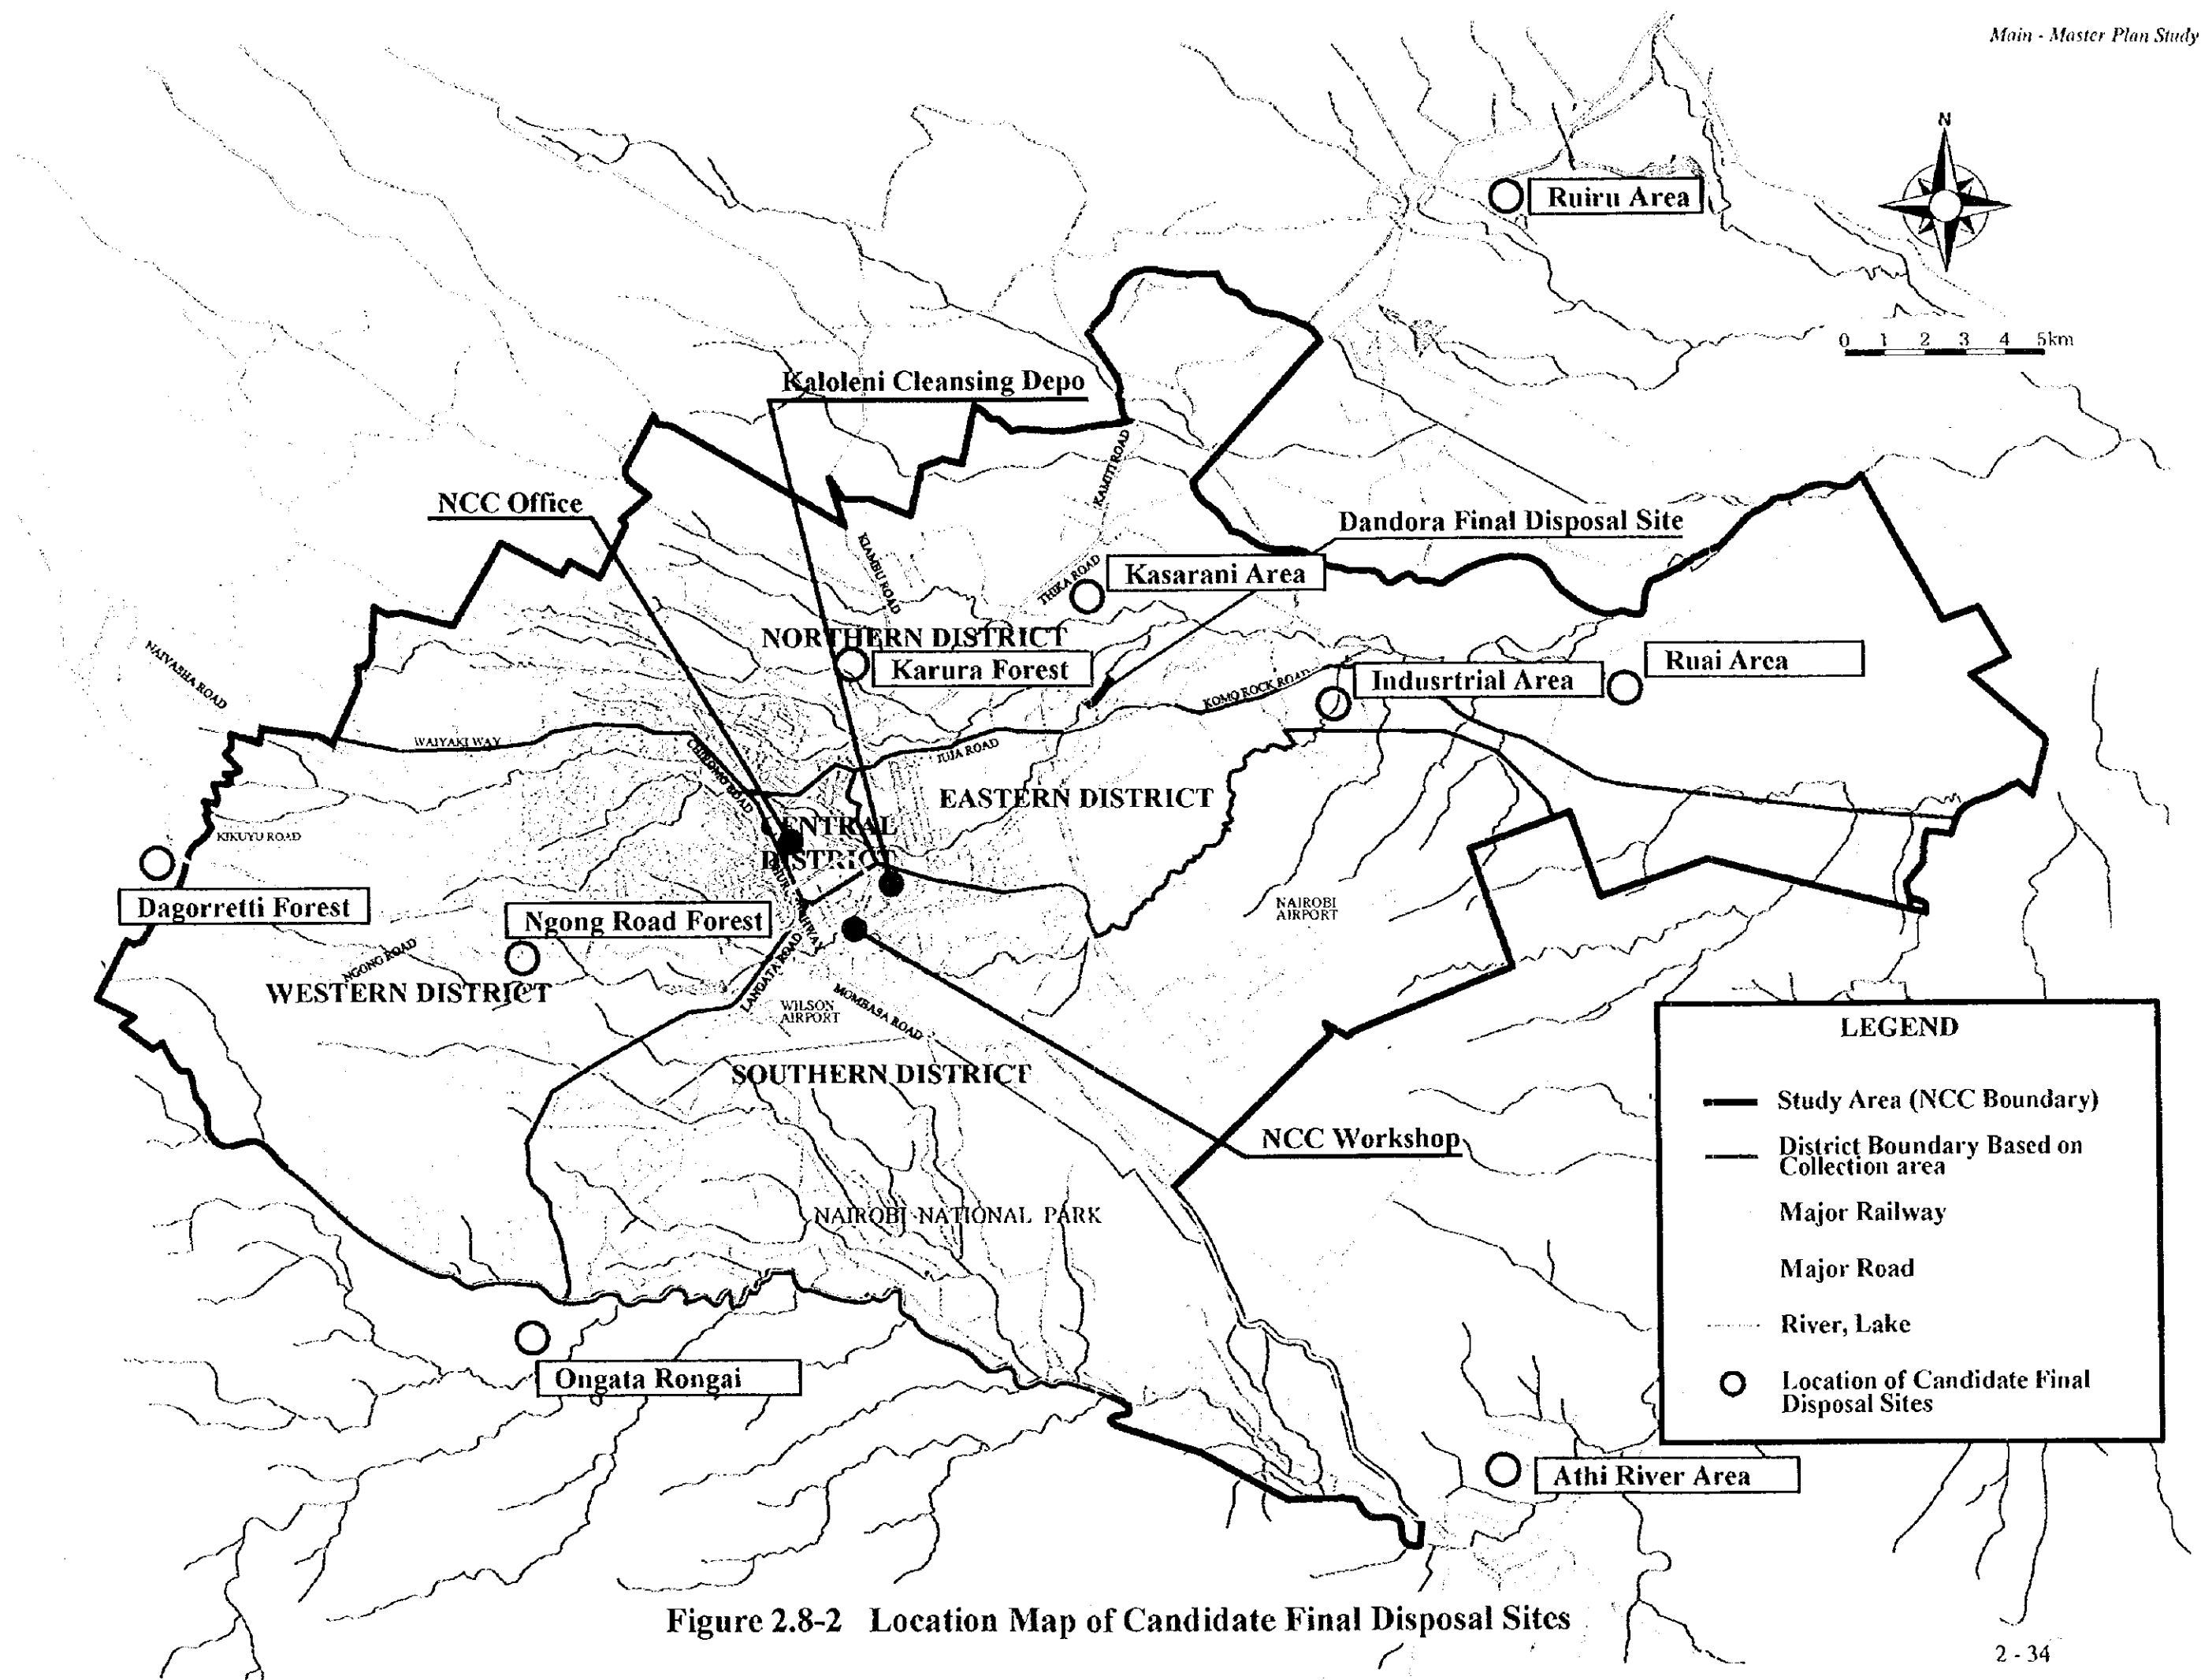 Main - Master Plan Study
N
Ruiru Area
0 1 2 3 4 5km
Kaloleni Cleansing Depo
KAMITI ROAD
NCC Office
Dandora Final Disposal Site
KIAMBU ROAD
THIKA ROAD
Kasarani Area
NORTHERN DISTRICT
Karura Forest
Ruai Area
NAIVASHA ROAD
KOMO ROCK ROAD
Indusrtrial Area
WAIYAKI WAY
CHIROMO ROAD
JUJA ROAD
EASTERN DISTRICT
CENTRAL
DISTRICT
KIKUYU ROAD
Dagorretti Forest
Ngong Road Forest
NAIROBI
AIRPORT
NGONG ROAD
WESTERN DISTRICT
LANGATA ROAD
WILSON
AIRPORT
MOMBASA ROAD
SOUTHERN DISTRICT
NCC Workshop
NAIROBI NATIONAL PARK
Ongata Rongai
Athi River Area
LEGEND
Study Area (NCC Boundary)
District Boundary Based on
Collection area
Major Railway
Major Road
River, Lake
Location of Candidate Final
Disposal Sites
Figure 2.8-2 Location Map of Candidate Final Disposal Sites
2 - 34